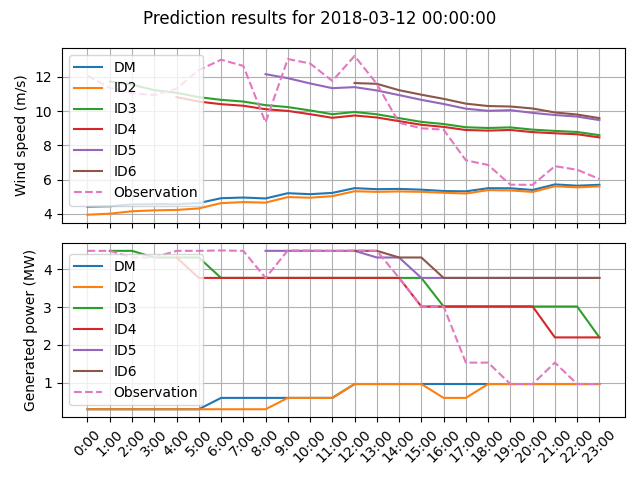 Prediction results for 2018-03-12 00:00:00
Wind speed (m/s)
12
10
8
6
4
DM
ID2
ID3
ID4
ID5
ID6
Observation
Generated power (MW)
4
3
2
1
DM
ID2
ID3
ID4
ID5
ID6
Observation
0:00
1:00
2:00
3:00
4:00
5:00
6:00
7:00
8:00
9:00
10:00
11:00
12:00
13:00
14:00
15:00
16:00
17:00
18:00
19:00
20:00
21:00
22:00
23:00